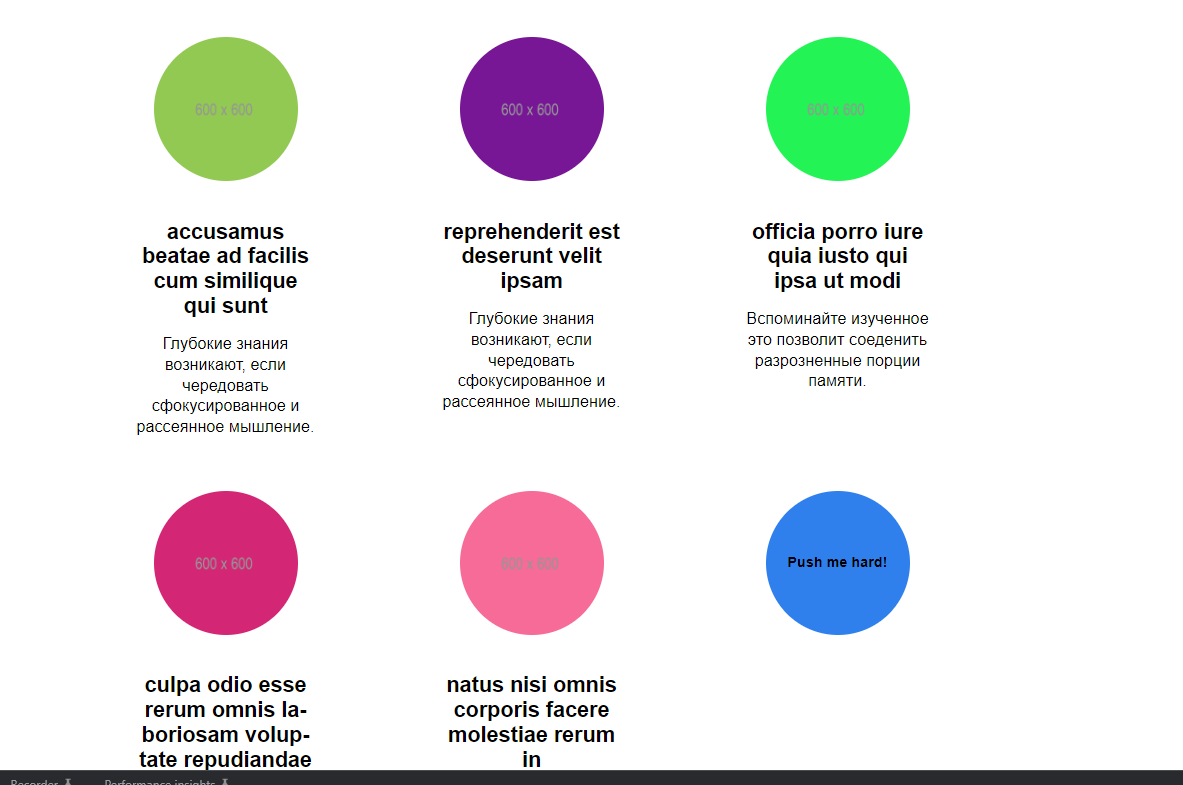 600 x 600
600 x 600
600 x 600
accusamus
beatae ad facilis
cum similique
qui sunt
Глубокие знания
возникают, если
чередовать
сфокусированное и
рассеянное мышление.
reprehenderit est
deserunt velit
ipsam
Глубокие знания
возникают, если
чередовать
сфокусированное и
рассеянное мышление.
officia porro iure
quia iusto qui
ipsa ut modi
Вспоминайте изученное
это позволит соеденить
разрозненные порции
памяти.
600 x 600
600 x 600
Push me hard!
culpa odio esse
rerum omnis la-
boriosam volup-
tate repudiandae
natus nisi omnis
corporis facere
molestiae rerum
in
Recorder
Performance insights